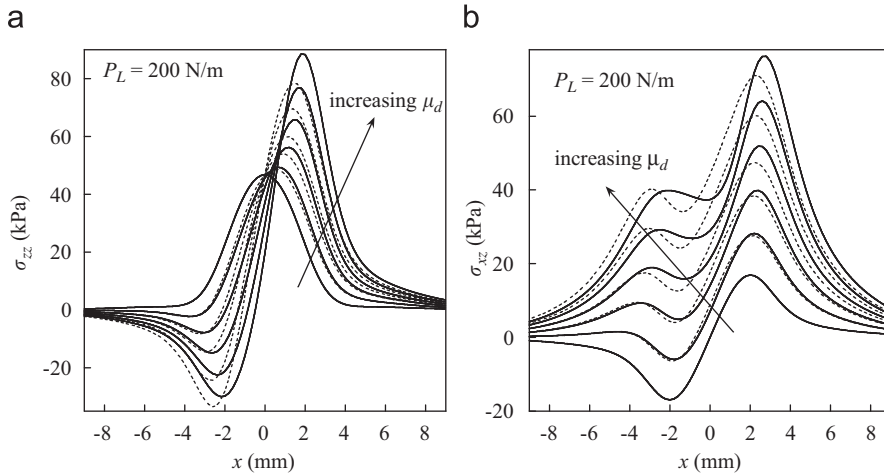 a
b
P_L = 200 N/m
increasing μ_d
σ_zz (kPa)
80
60
40
20
0
-20
-8 -6 -4 -2 0 2 4 6 8
x (mm)
P_L = 200 N/m
increasing μ_d
σ_xz (kPa)
60
40
20
0
-20
-8 -6 -4 -2 0 2 4 6 8
x (mm)